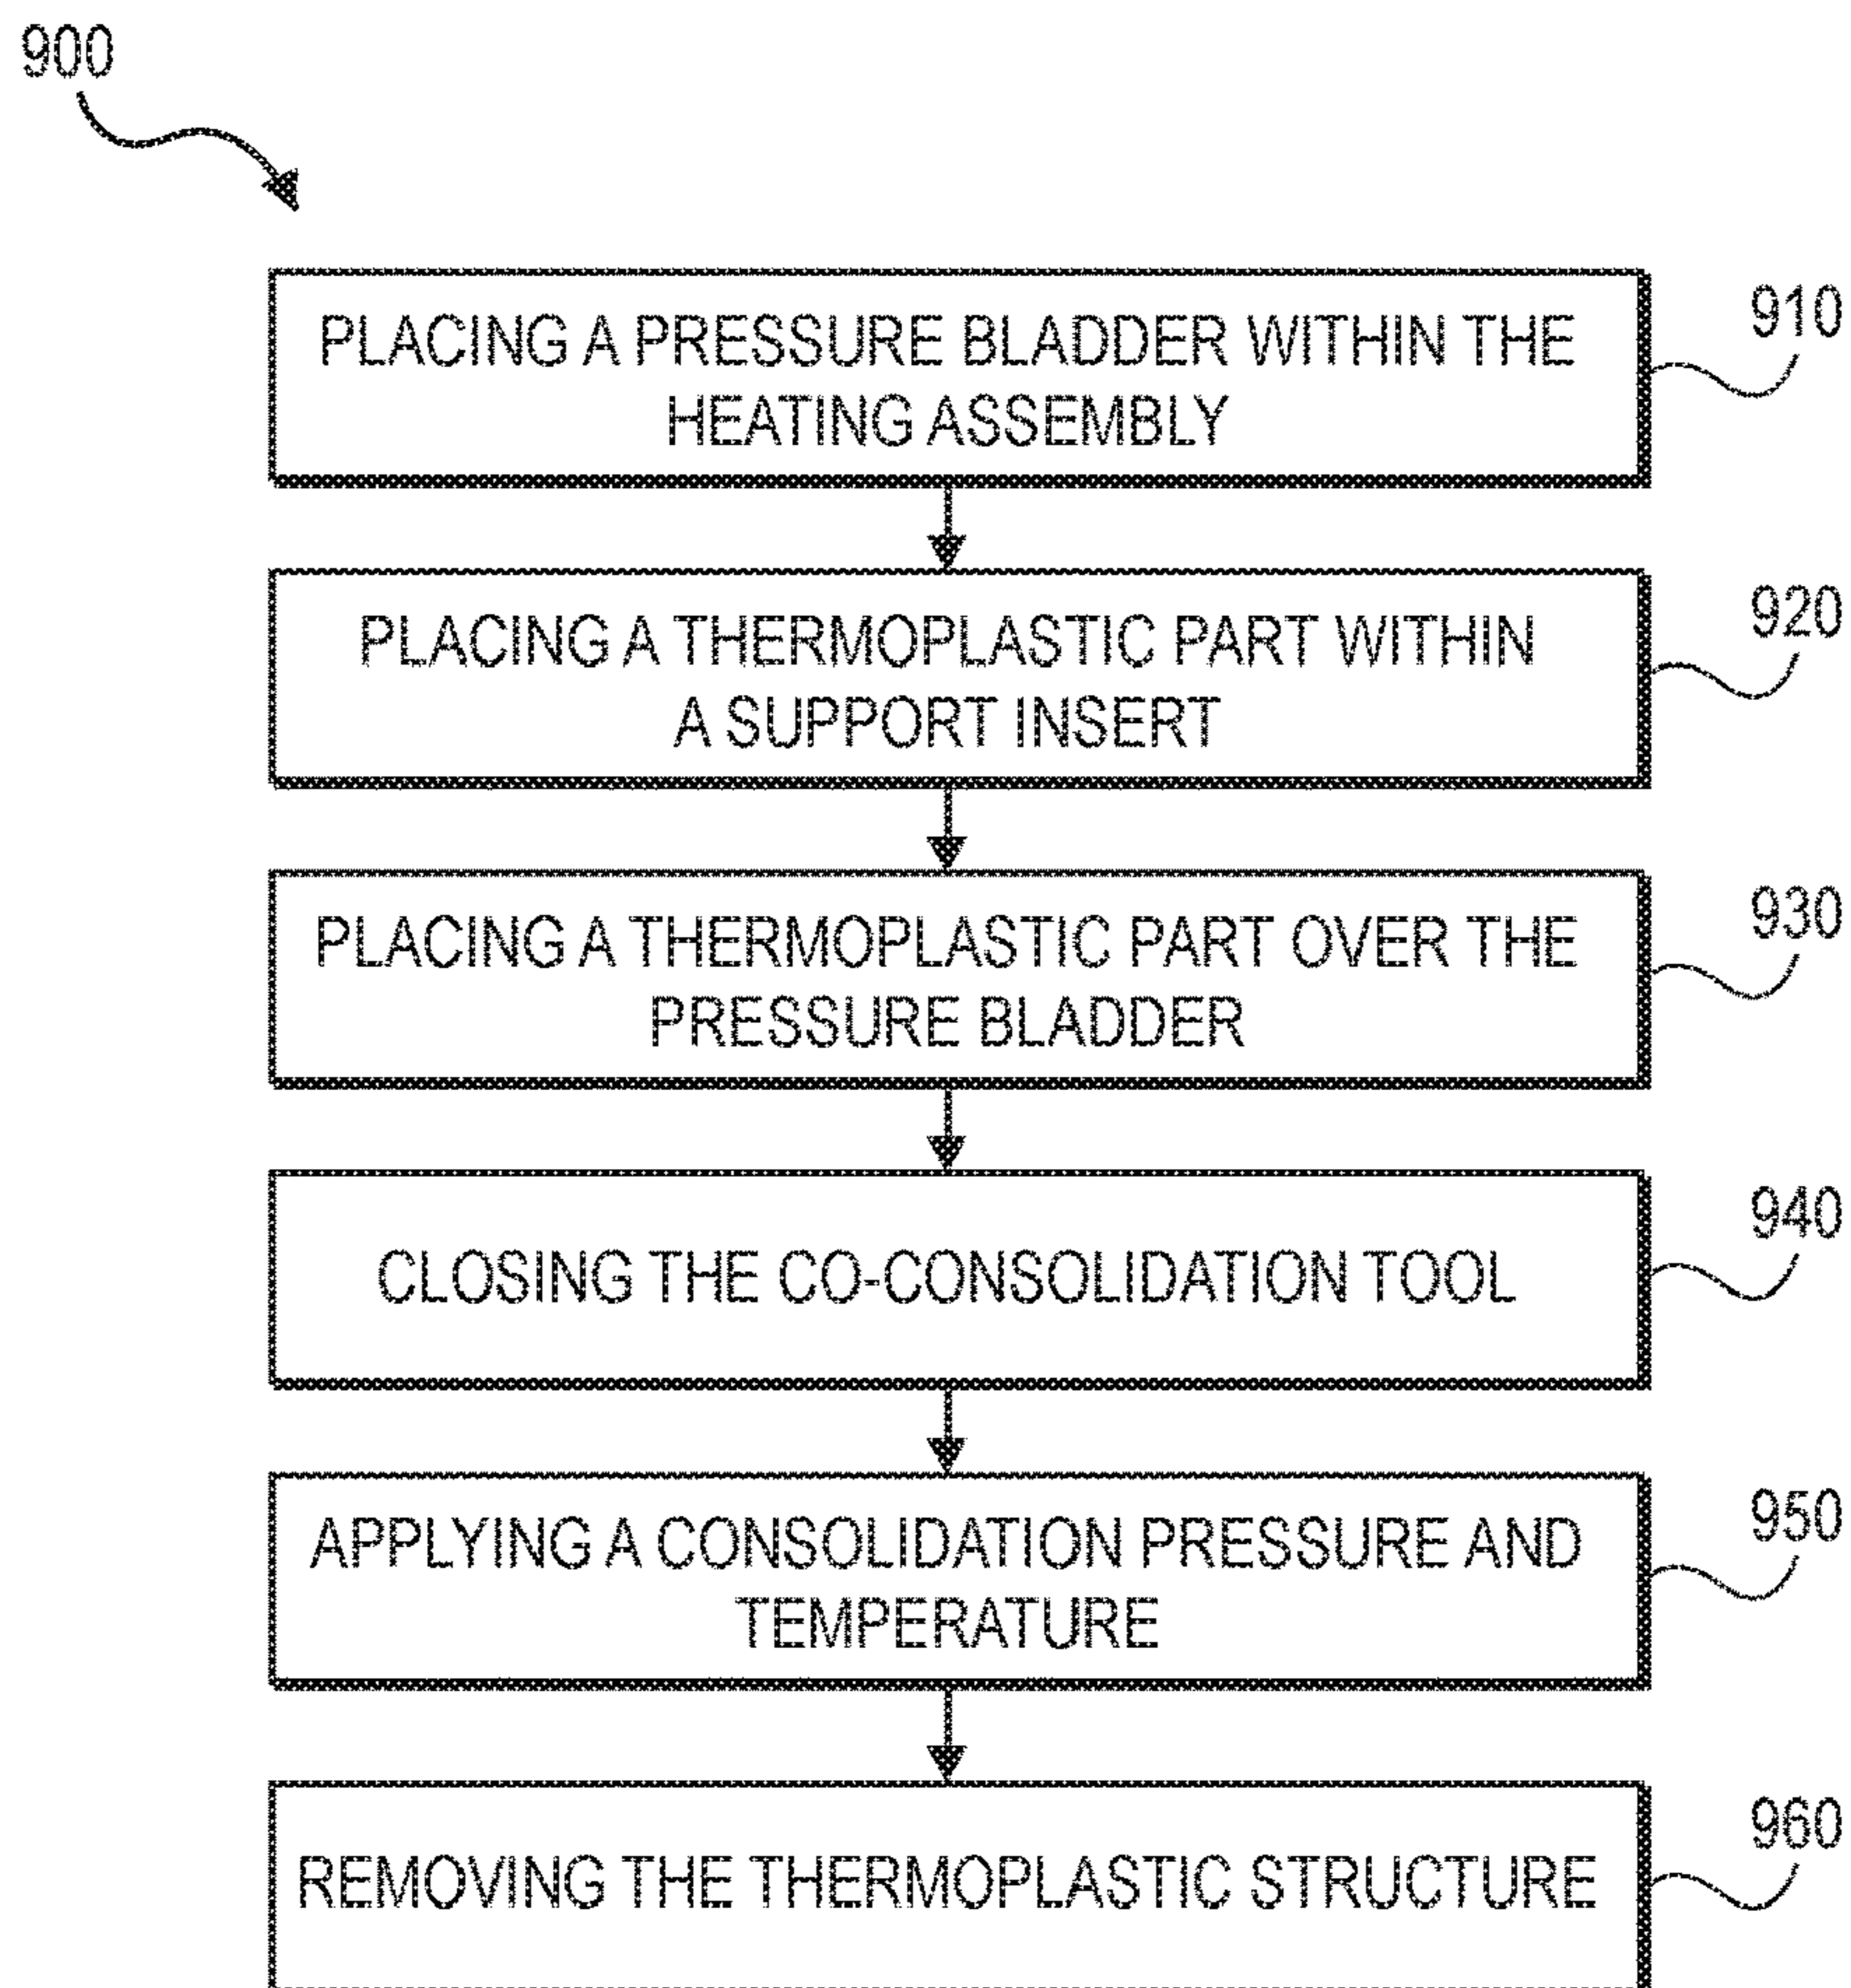 900
PLACING A PRESSURE BLADDER WITHIN THE
HEATING ASSEMBLY
910
PLACING A THERMOPLASTIC PART WITHIN
A SUPPORT INSERT
920
PLACING A THERMOPLASTIC PART OVER THE
PRESSURE BLADDER
930
CLOSING THE CO-CONSOLIDATION TOOL
940
APPLYING A CONSOLIDATION PRESSURE AND
TEMPERATURE
950
REMOVING THE THERMOPLASTIC STRUCTURE
960